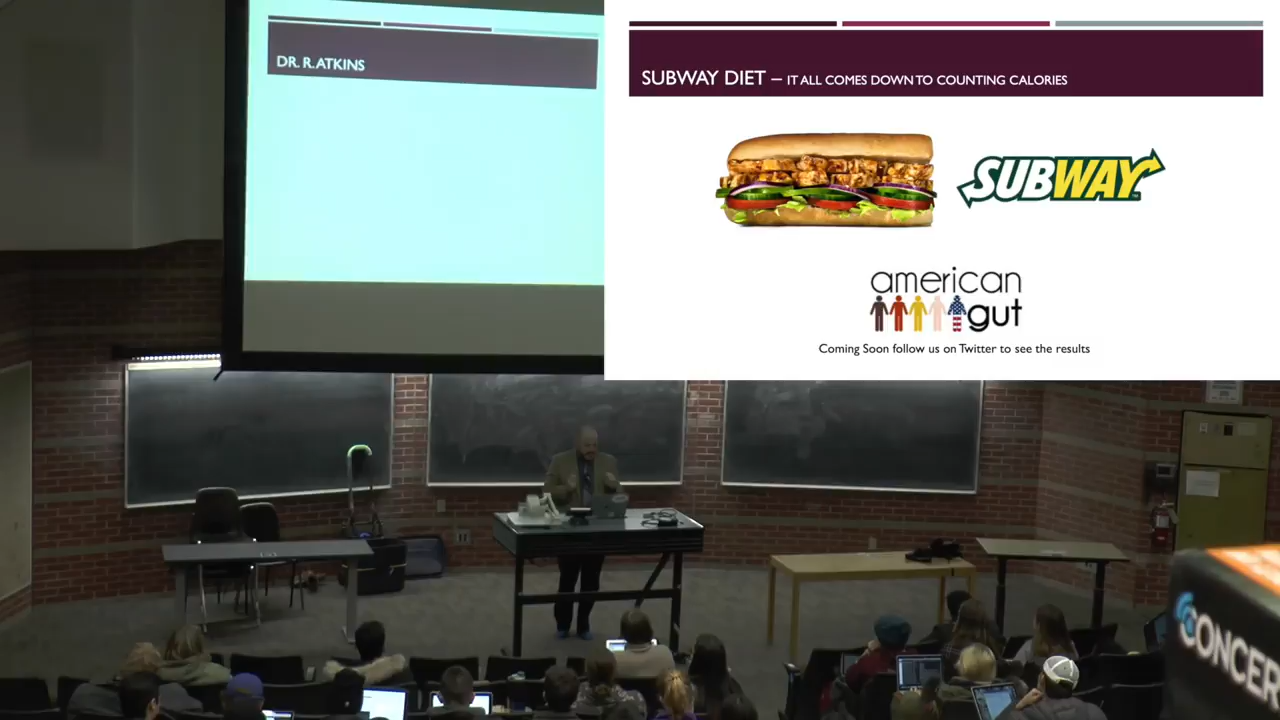 DR. R. ATKINS
SUBWAY DIET – IT ALL COMES DOWN TO COUNTING CALORIES
SUBWAY
american
gut
Coming Soon follow us on Twitter to see the results
CONCER